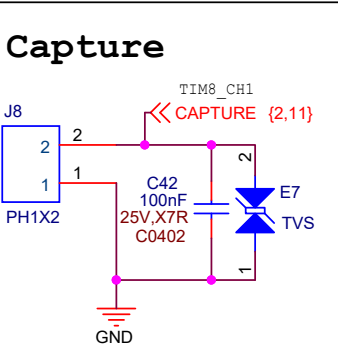 Capture
TIM8_CH1
CAPTURE {2,11}
J8
2
2
2
1
1
C42
100nF
25V,X7R
C0402
E7
TVS
1
PH1X2
GND